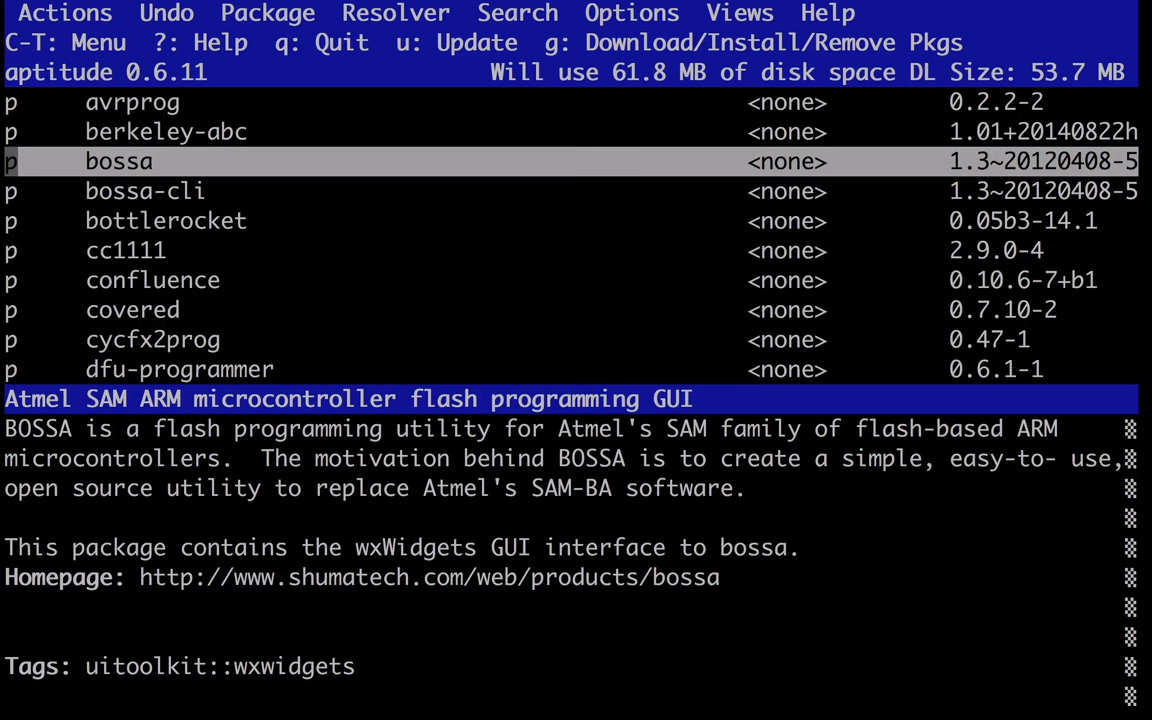 Actions Undo Package Resolver Search Options Views Help
C-T: Menu ?: Help q: Quit u: Update g: Download/Install/Remove Pkgs
aptitude 0.6.11 Will use 61.8 MB of disk space DL Size: 53.7 MB
p avrprog <none> 0.2.2-2
p berkeley-abc <none> 1.01+20140822h
p bossa <none> 1.3~20120408-5
p bossa-cli <none> 1.3~20120408-5
p bottlerocket <none> 0.05b3-14.1
p cc1111 <none> 2.9.0-4
p confluence <none> 0.10.6-7+b1
p covered <none> 0.7.10-2
p cycfx2prog <none> 0.47-1
p dfu-programmer <none> 0.6.1-1
Atmel SAM ARM microcontroller flash programming GUI
BOSSA is a flash programming utility for Atmel's SAM family of flash-based ARM
microcontrollers.  The motivation behind BOSSA is to create a simple, easy-to- use,
open source utility to replace Atmel's SAM-BA software.
This package contains the wxWidgets GUI interface to bossa.
Homepage: http://www.shumatech.com/web/products/bossa
Tags: uitoolkit::wxwidgets